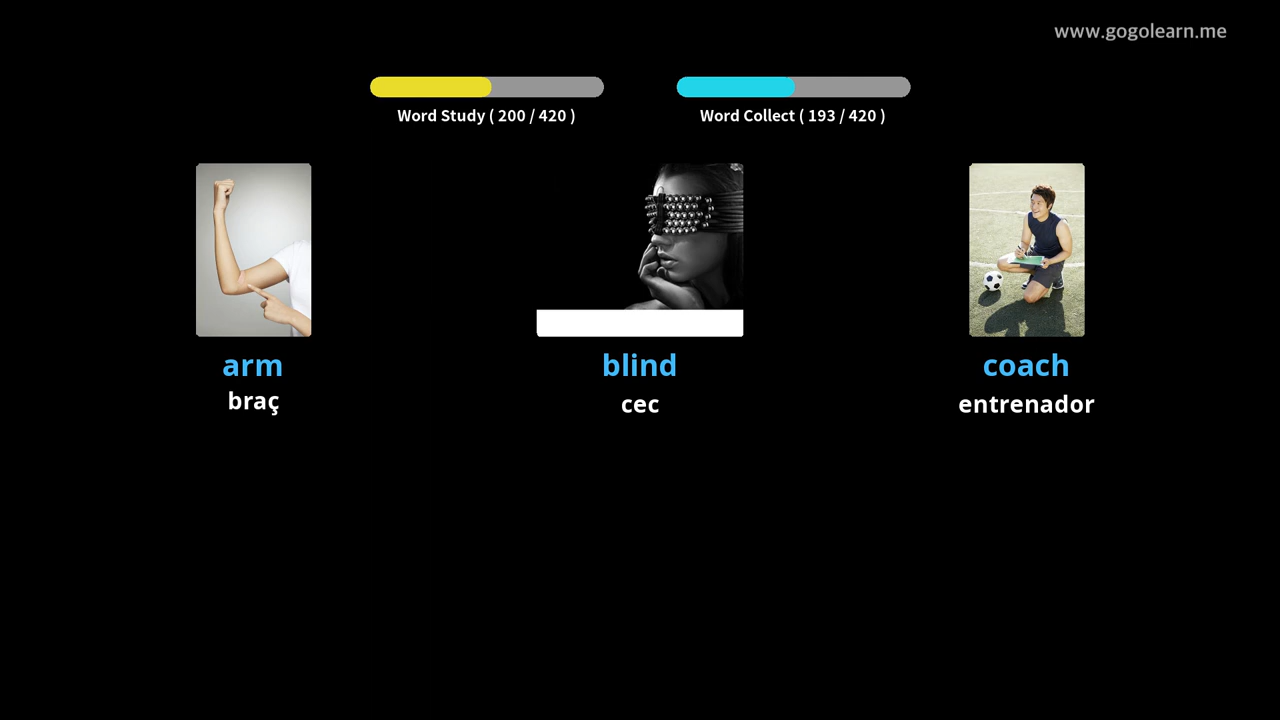 www.gogolearn.me
Word Study ( 200 / 420 )
Word Collect ( 193 / 420 )
arm
braç
blind
cec
coach
entrenador